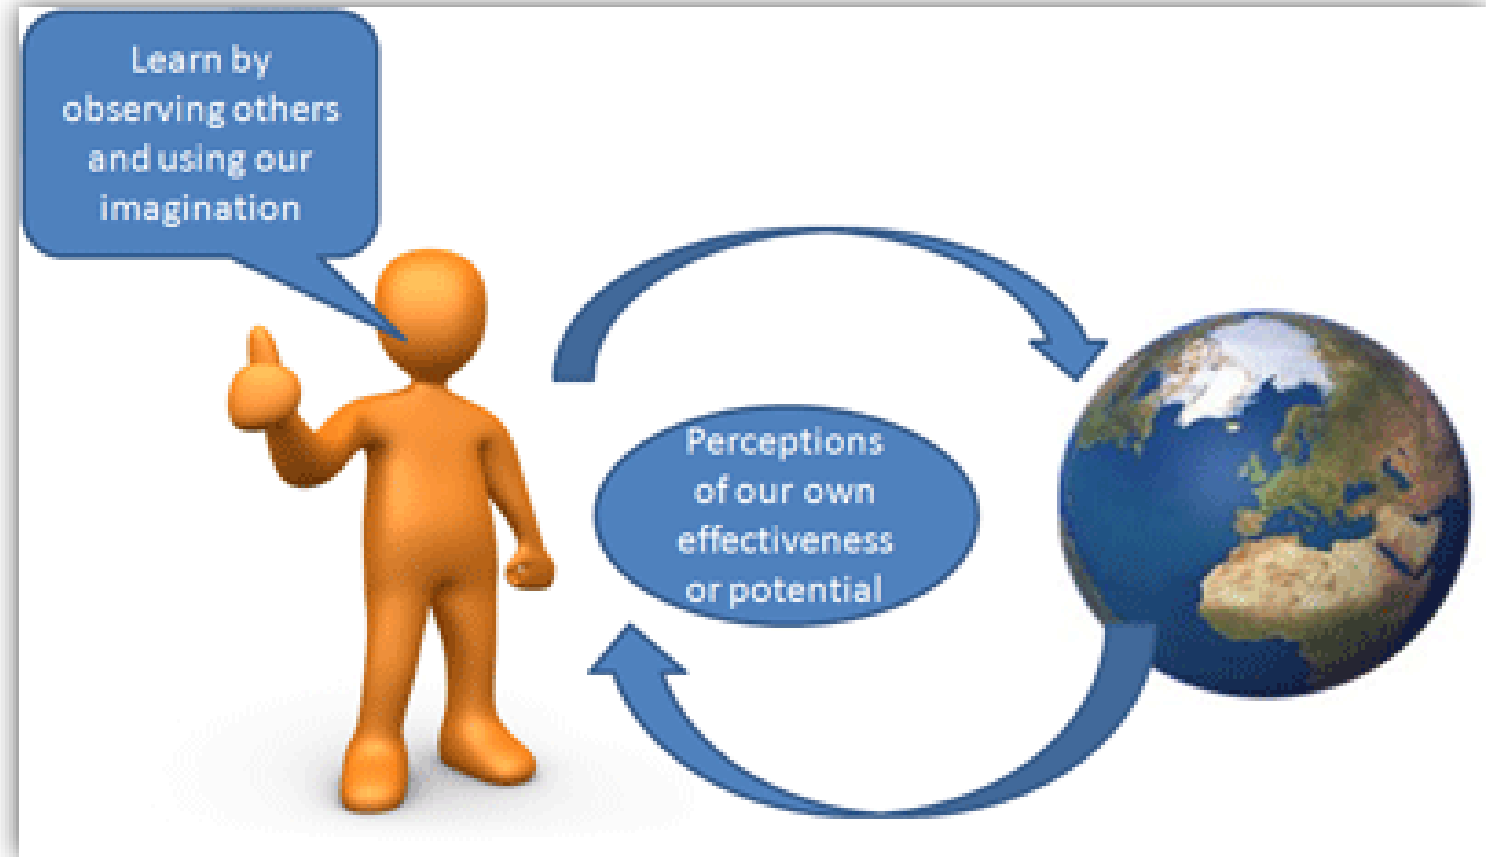 Learn by
observing others
and using our
imagination
Perceptions
of our own
effectiveness
or potential